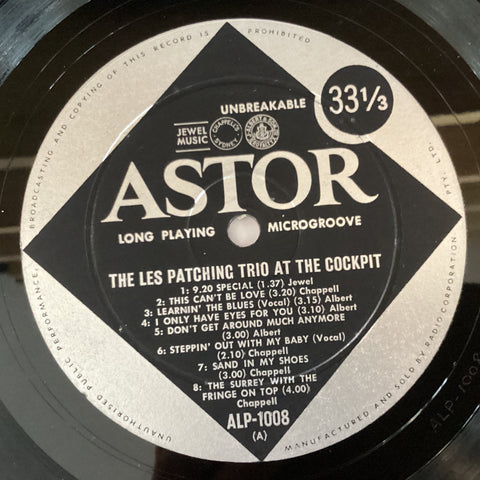 UNAUTHORISED PUBLIC PERFORMANCE, BROADCASTING AND COPYING OF THIS RECORD IS PROHIBITED
UNBREAKABLE
33 1/3
JEWEL
MUSIC
CHAPPELL'S
SYDNEY
ASTOR
LONG PLAYING MICROGROOVE
THE LES PATCHING TRIO AT THE COCKPIT
1: 9.20 SPECIAL (1.37) Jewel
2: THIS CAN'T BE LOVE (3.20) Chappell
3: LEARNIN' THE BLUES (Vocal) (3.15) Albert
4: I ONLY HAVE EYES FOR YOU (3.10) Albert
5: DON'T GET AROUND MUCH ANYMORE
(3.00) Albert
6: STEPPIN' OUT WITH MY BABY (Vocal)
(2.10) Chappell
7: SAND IN MY SHOES
(3.00) Chappell
8: THE SURREY WITH THE
FRINGE ON TOP (4.00)
Chappell
ALP-1008
(A)
MANUFACTURED AND SOLD BY RADIO CORPORATION PTY. LTD.
ALP-1008